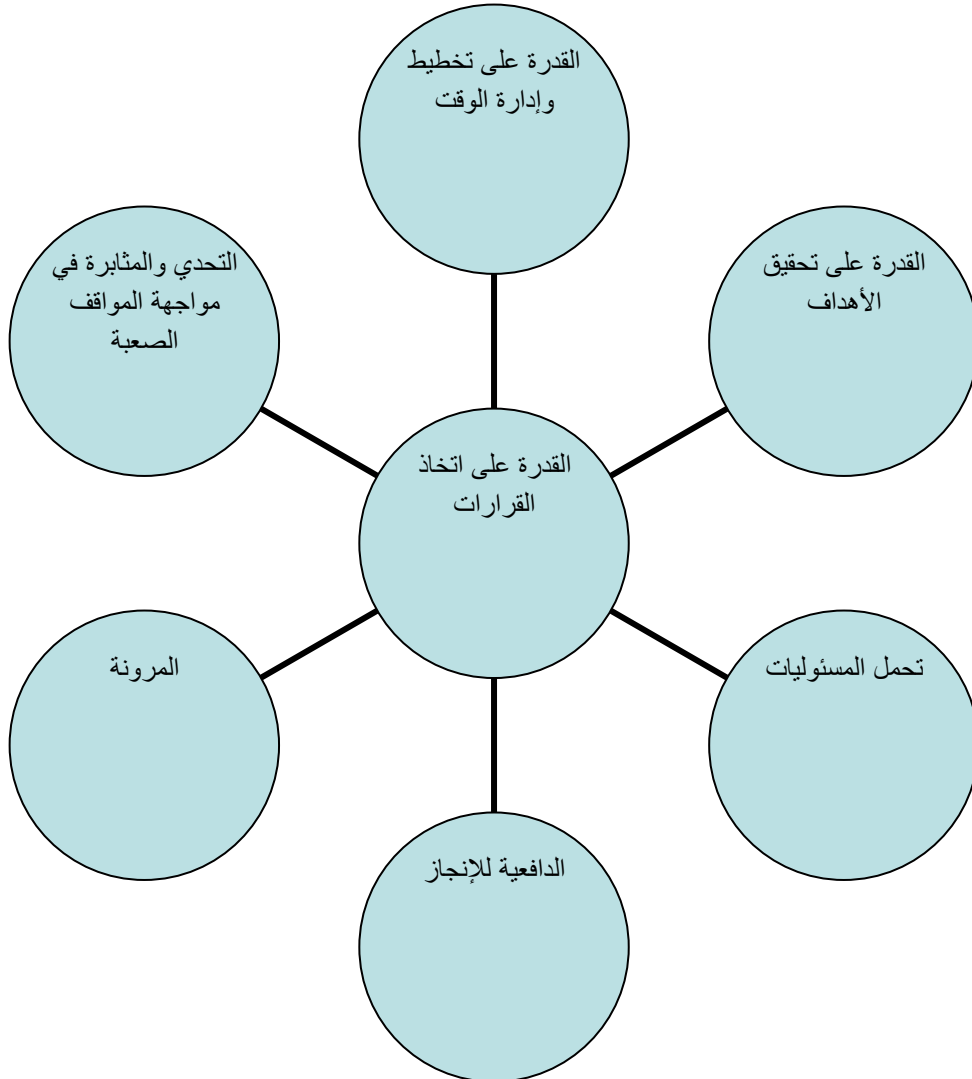 القدرة على تخطيط
وإدارة الوقت
القدرة على تحقيق
الأهداف
التحدي والمثابرة في
مواجهة المواقف
الصعبة
القدرة على اتخاذ
القرارات
تحمل المسئوليات
المرونة
الدافعية للإنجاز